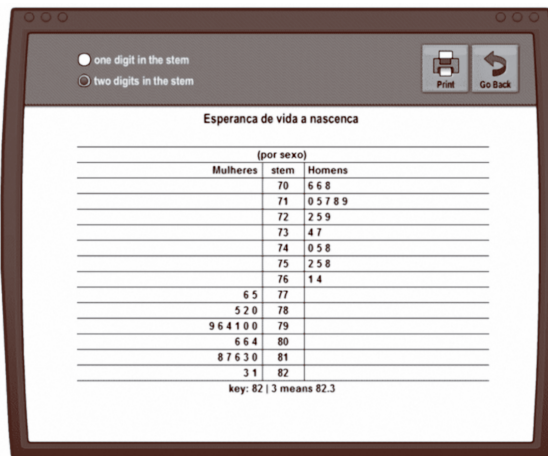 one digit in the stem
two digits in the stem
Print
Go Back
Esperanca de vida a nascenca
(por sexo)
Mulheres stem Homens
70 6 6 8
71 0 5 7 8 9
72 2 5 9
73 4 7
74 0 5 8
75 2 5 8
76 1 4
6 5 77
5 2 0 78
9 6 4 1 0 0 79
6 6 4 80
8 7 6 3 0 81
3 1 82
key: 82 | 3 means 82.3